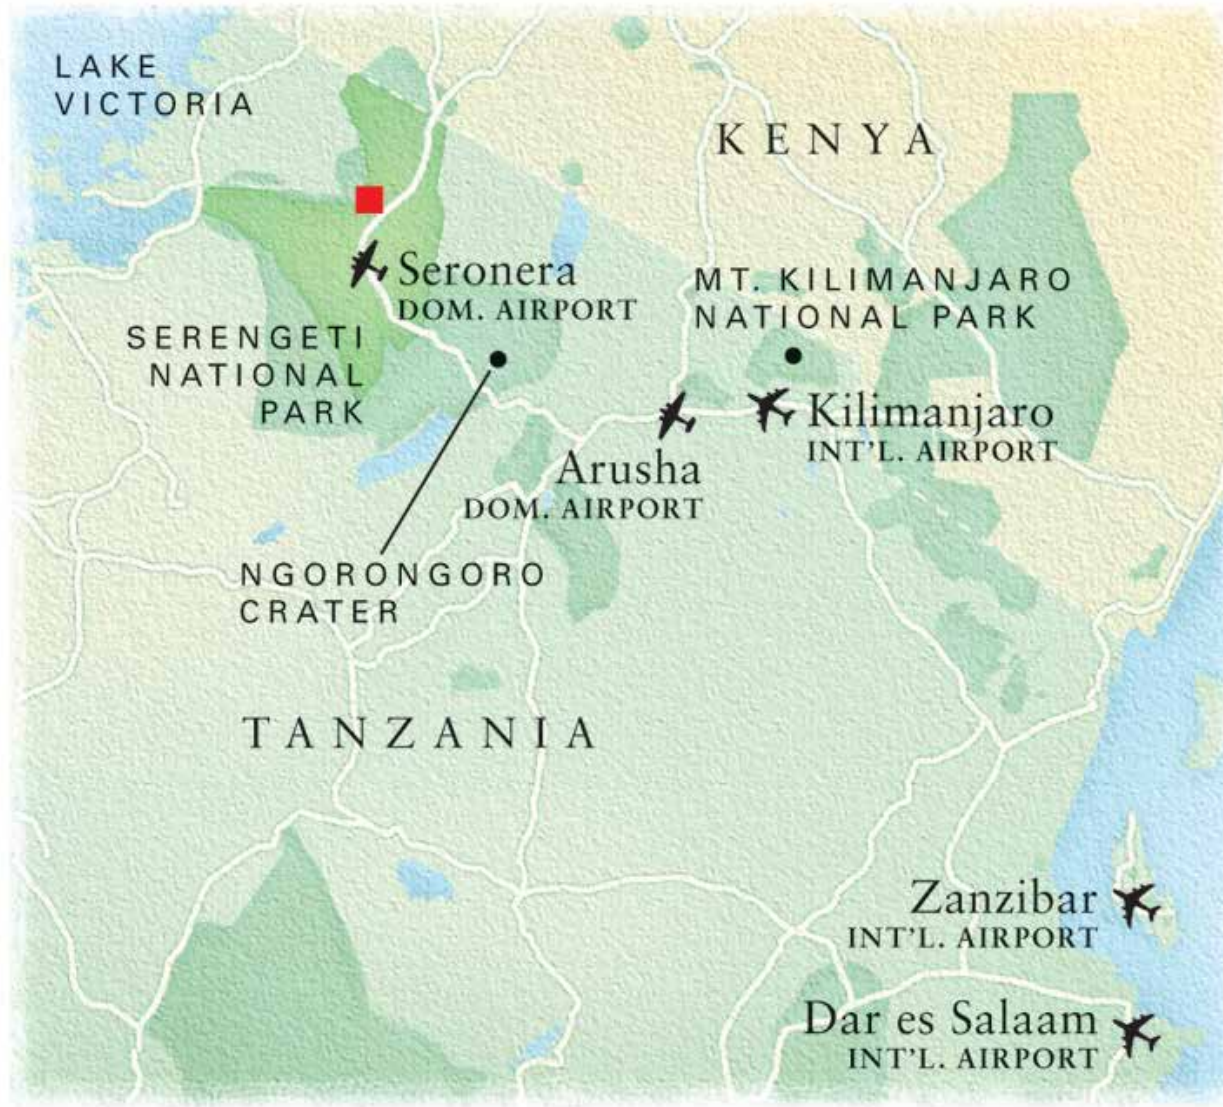 LAKE
VICTORIA
KENYA
Seronera
DOM. AIRPORT
MT. KILIMANJARO
NATIONAL PARK
SERENGETI
NATIONAL
PARK
Kilimanjaro
INT'L. AIRPORT
Arusha
DOM. AIRPORT
NGORONGORO
CRATER
TANZANIA
Zanzibar
INT'L. AIRPORT
Dar es Salaam
INT'L. AIRPORT